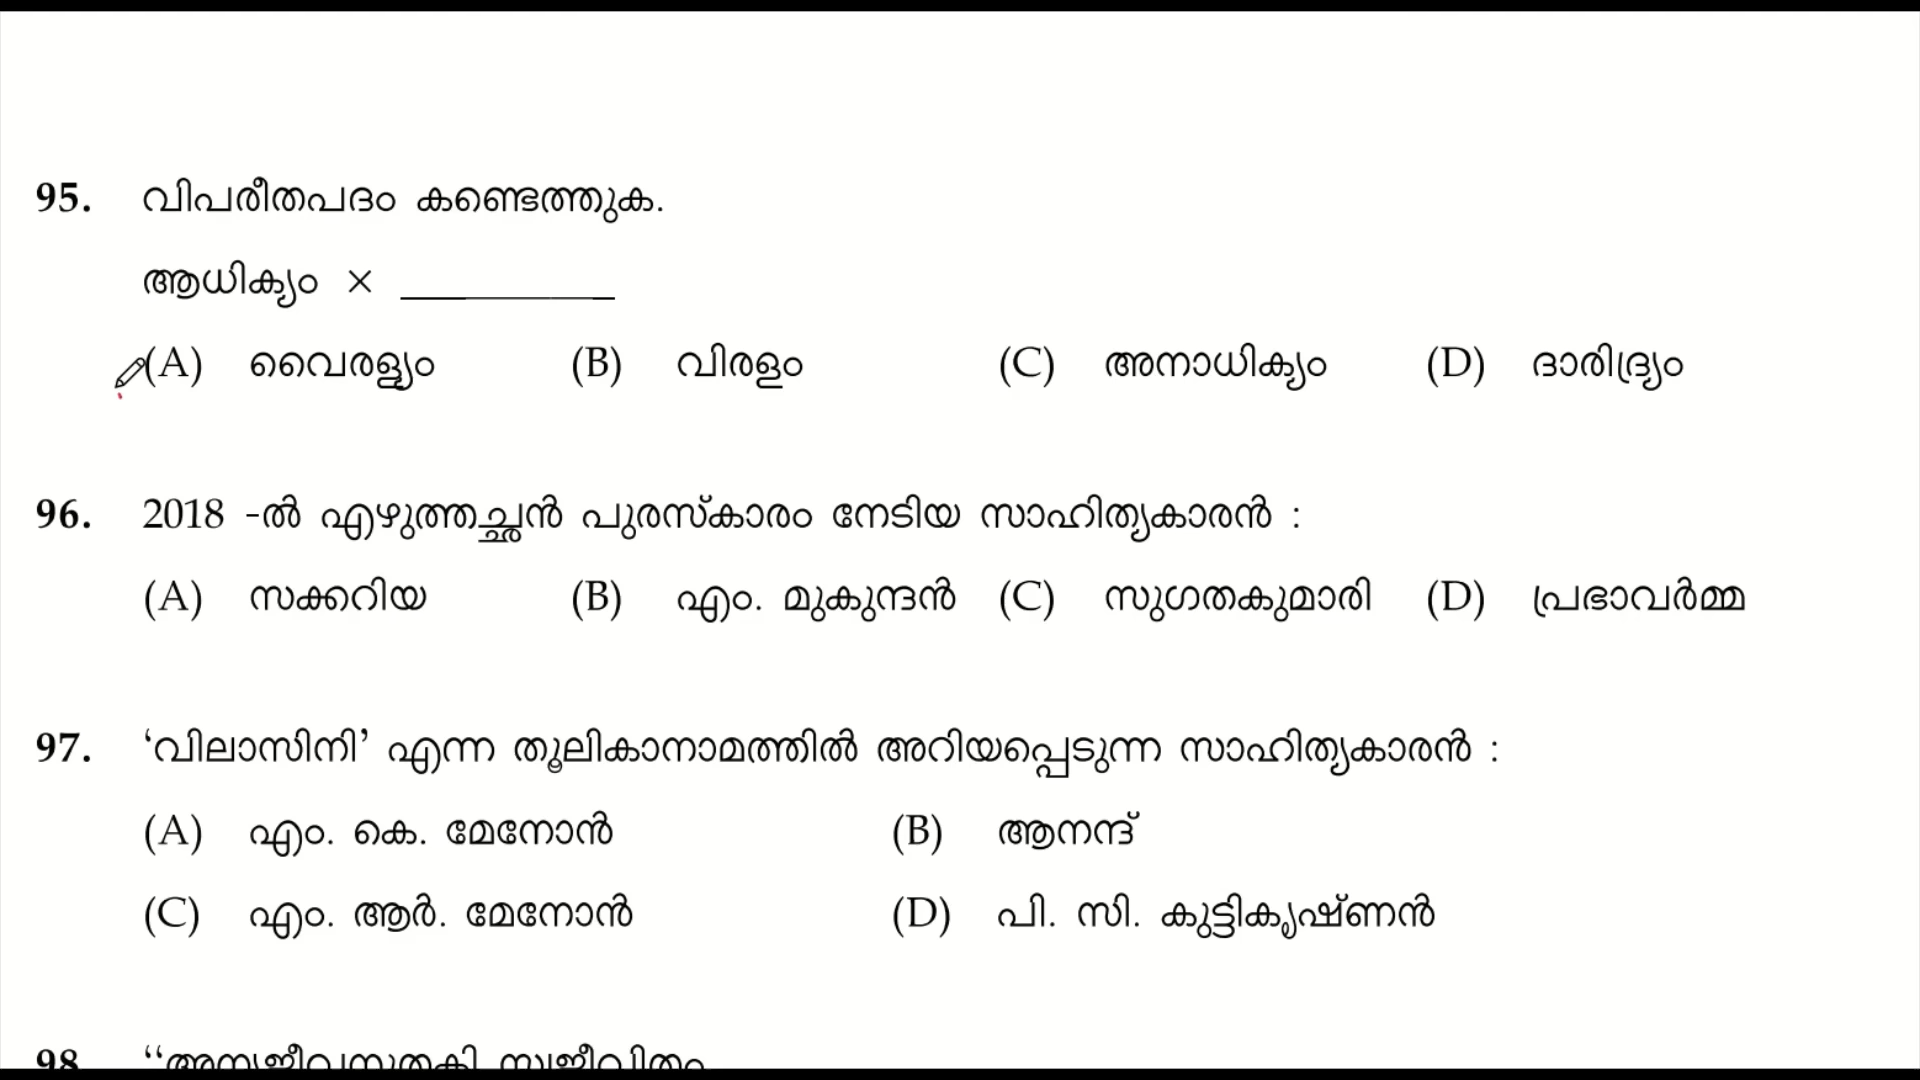 95. വിപരീതപദം കണ്ടെത്തുക.
ആധിക്യം × __________
(A) വൈരള്യം (B) വിരളം (C) അനാധിക്യം (D) ദാരിദ്ര്യം
96. 2018 -ൽ എഴുത്തച്ഛൻ പുരസ്കാരം നേടിയ സാഹിത്യകാരൻ :
(A) സക്കറിയ (B) എം. മുകുന്ദൻ (C) സുഗതകുമാരി (D) പ്രഭാവർമ്മ
97. ‘വിലാസിനി’ എന്ന തൂലികാനാമത്തിൽ അറിയപ്പെടുന്ന സാഹിത്യകാരൻ :
(A) എം. കെ. മേനോൻ (B) ആനന്ദ്
(C) എം. ആർ. മേനോൻ (D) പി. സി. കുട്ടികൃഷ്ണൻ
98